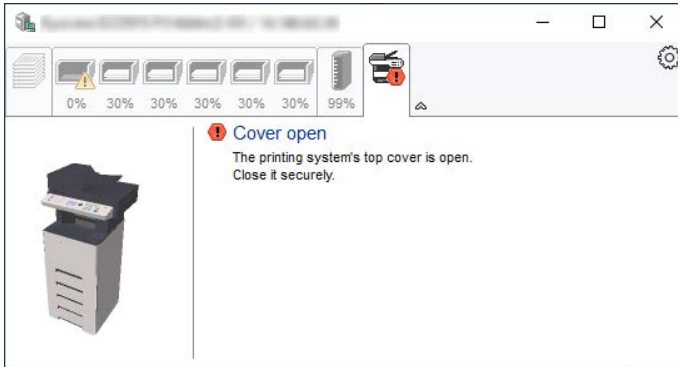 0% 30% 30% 30% 30% 30% 99%
Cover open
The printing system's top cover is open.
Close it securely.